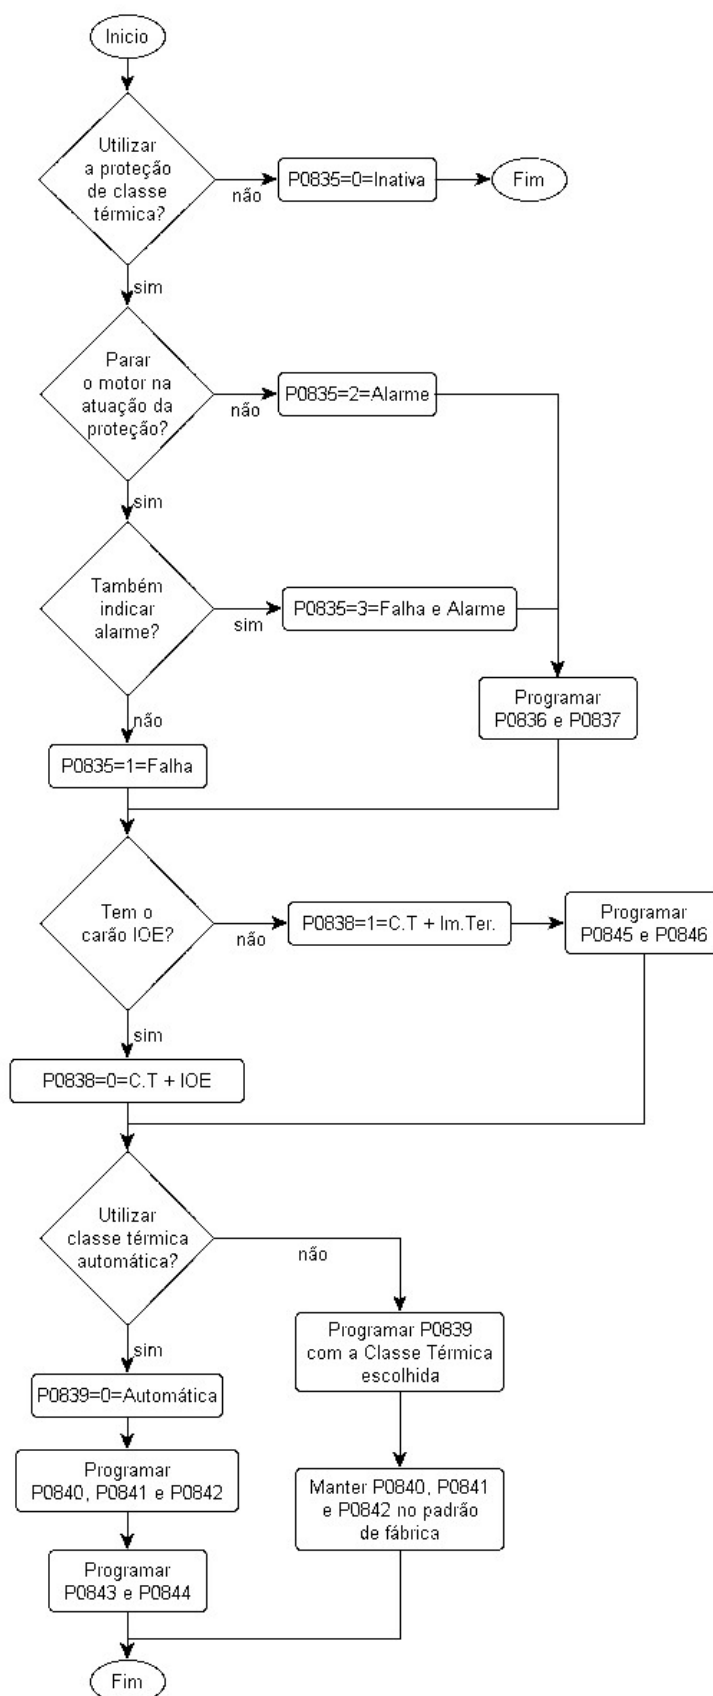 Inicio
Utilizar
a proteção
de classe
térmica?
não
P0835=0=Inativa
Fim
sim
Parar
o motor na
atuação da
proteção?
não
P0835=2=Alarme
sim
Também
indicar
alarme?
sim
P0835=3=Falha e Alarme
Programar
P0836 e P0837
não
P0835=1=Falha
Tem o
carão IOE?
não
P0838=1=C.T + Im.Ter.
Programar
P0845 e P0846
sim
P0838=0=C.T + IOE
Utilizar
classe térmica
automática?
não
Programar P0839
com a Classe Térmica
escolhida
sim
P0839=0=Automática
Programar
P0840, P0841 e P0842
Manter P0840, P0841
e P0842 no padrão
de fábrica
Programar
P0843 e P0844
Fim